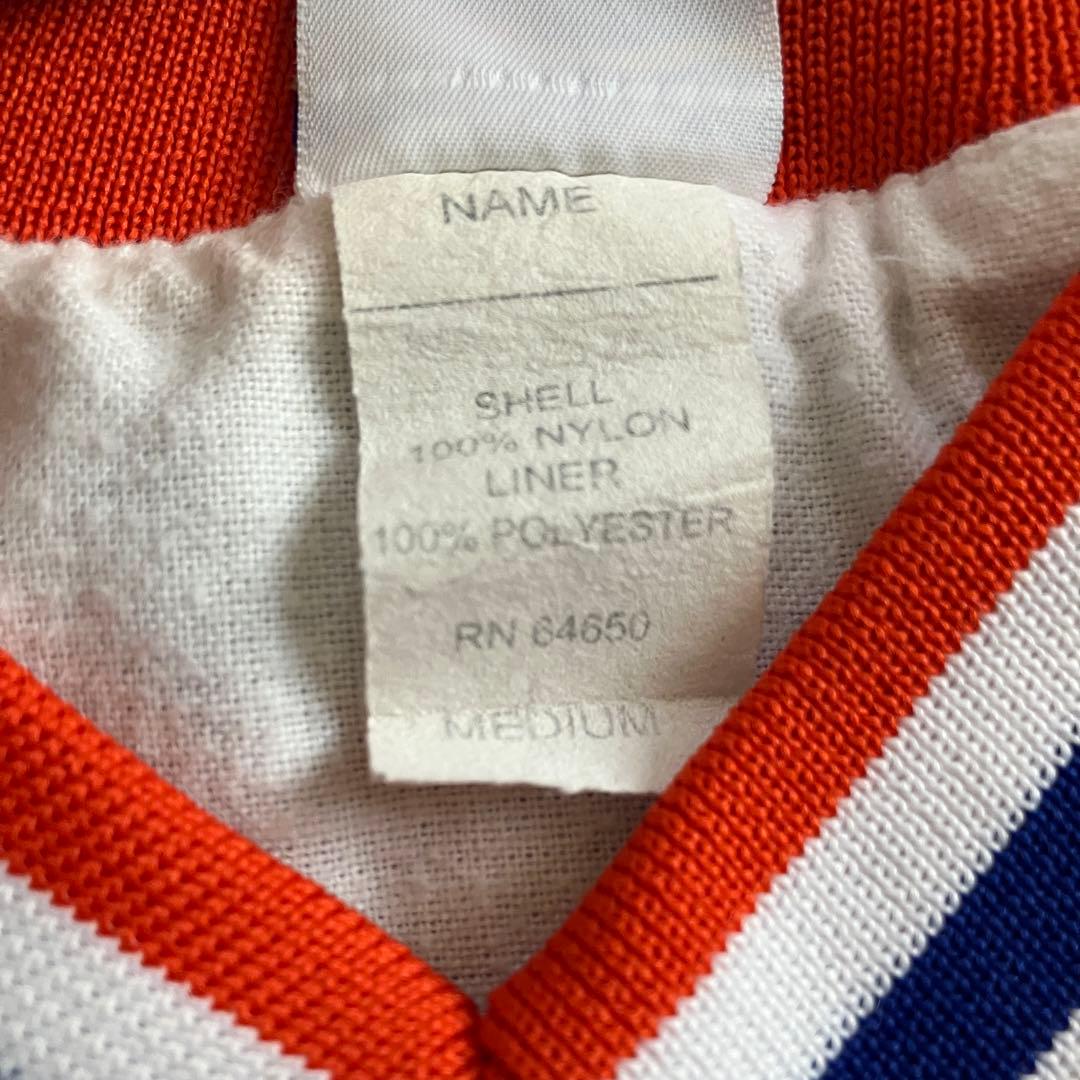 NAME
SHELL
100% NYLON
LINER
100% POLYESTER
RN 64650
MEDIUM